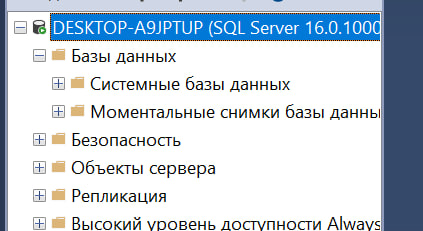 DESKTOP-A9JPTUP (SQL Server 16.0.1000
Базы данных
Системные базы данных
Моментальные снимки базы данны
Безопасность
Объекты сервера
Репликация
Высокий уровень доступности Always